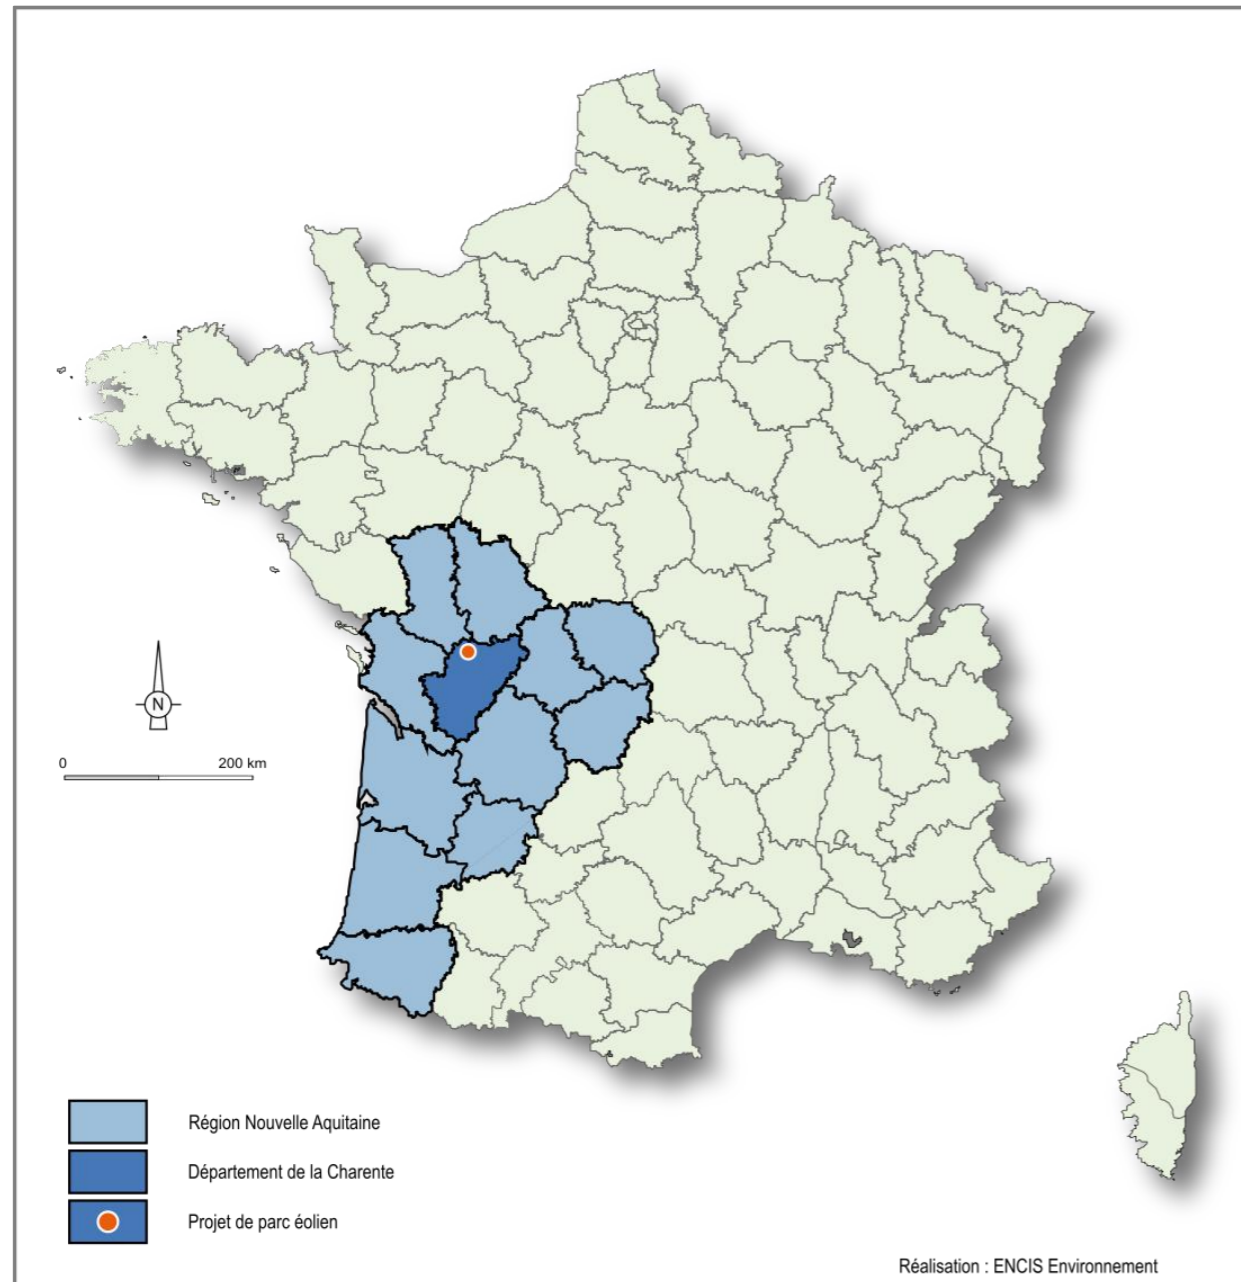 N
0 200 km
Région Nouvelle Aquitaine
Département de la Charente
Projet de parc éolien
Réalisation : ENCIS Environnement